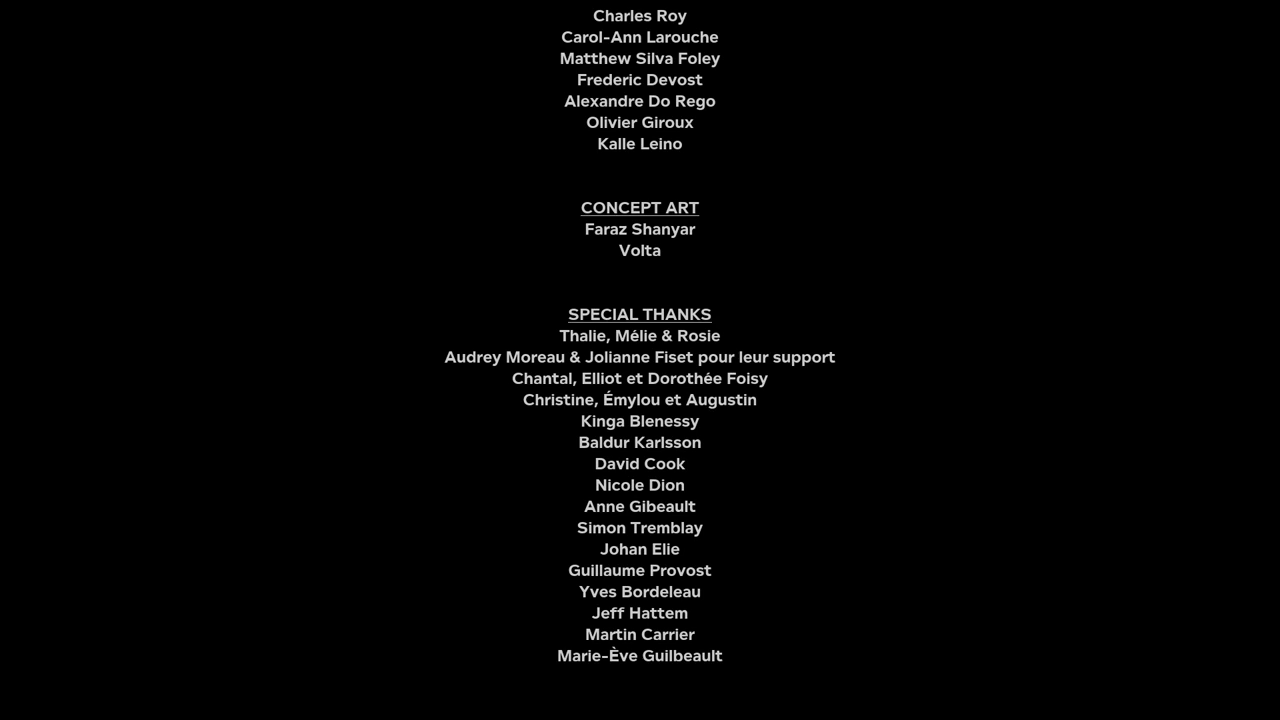 Charles Roy
Carol-Ann Larouche
Matthew Silva Foley
Frederic Devost
Alexandre Do Rego
Olivier Giroux
Kalle Leino
CONCEPT ART
Faraz Shanyar
Volta
SPECIAL THANKS
Thalie, Mélie & Rosie
Audrey Moreau & Jolianne Fiset pour leur support
Chantal, Elliot et Dorothée Foisy
Christine, Émylou et Augustin
Kinga Blenessy
Baldur Karlsson
David Cook
Nicole Dion
Anne Gibeault
Simon Tremblay
Johan Elie
Guillaume Provost
Yves Bordeleau
Jeff Hattem
Martin Carrier
Marie-Ève Guilbeault